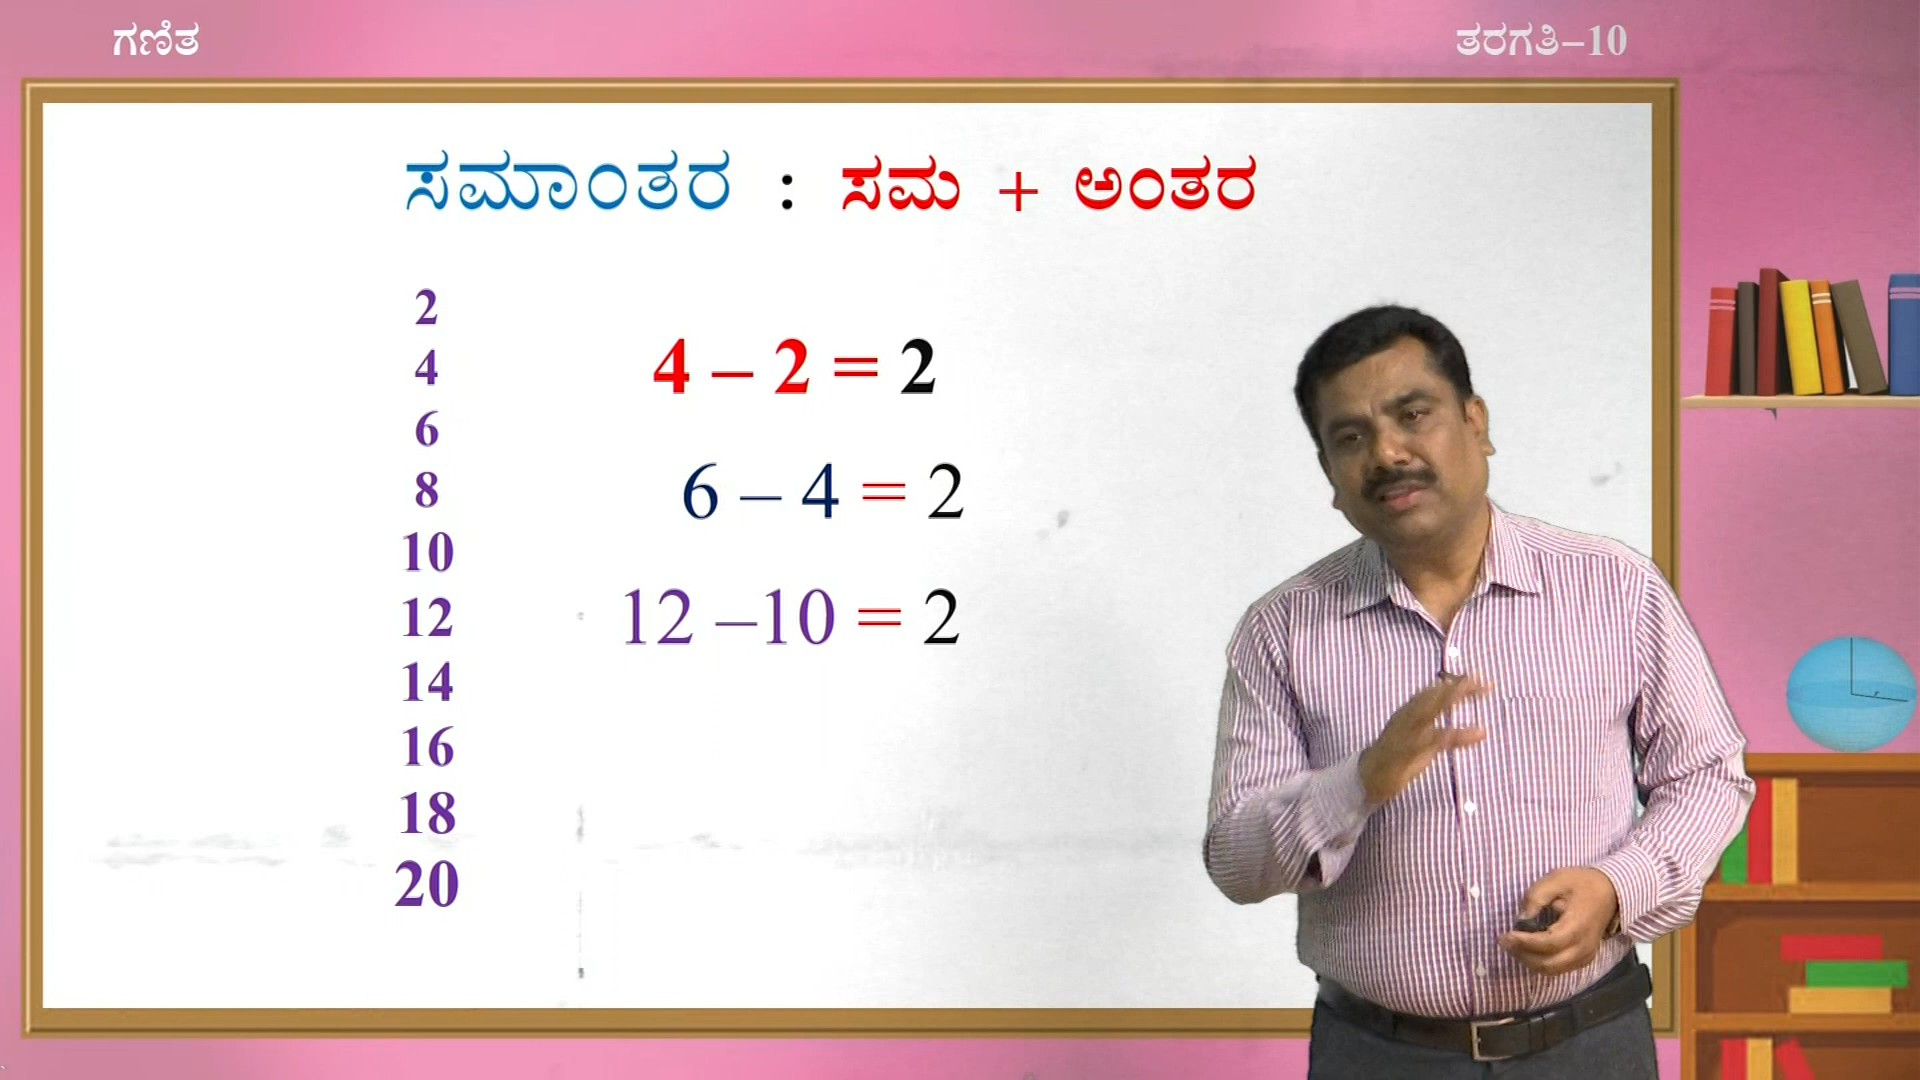 ಗಣಿತ
ತರಗತಿ–10
ಸಮಾಂತರ : ಸಮ + ಅಂತರ
2
4
6
8
10
12
14
16
18
20
4 – 2 = 2
6 – 4 = 2
12 –10 = 2